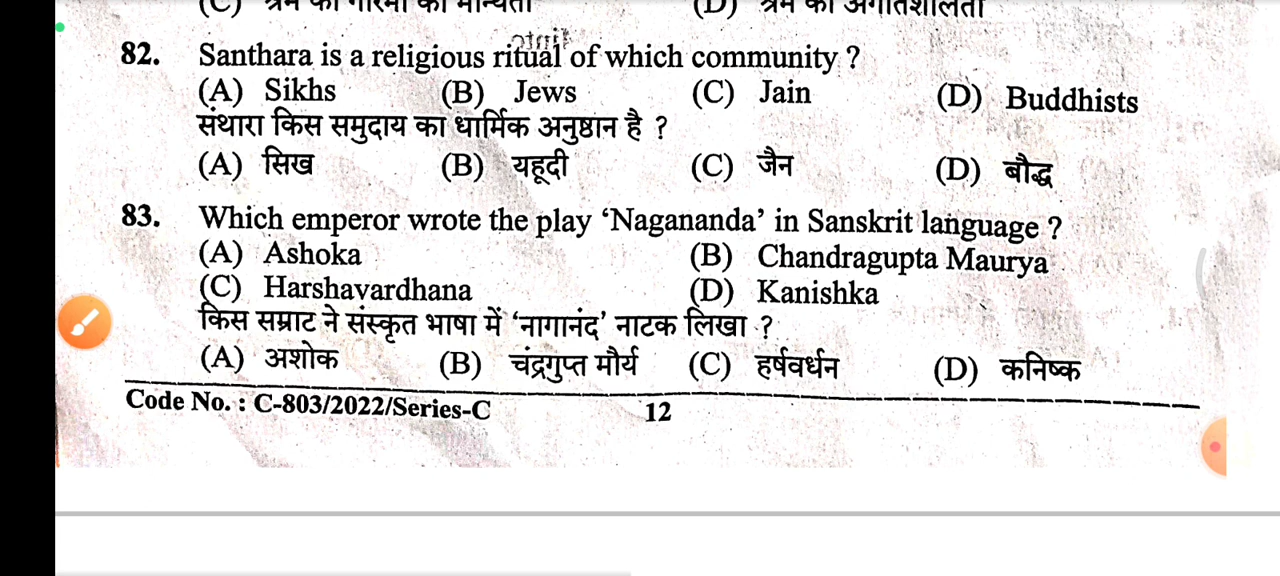 82. Santhara is a religious ritual of which community ?
(A) Sikhs (B) Jews (C) Jain (D) Buddhists
संथारा किस समुदाय का धार्मिक अनुष्ठान है ?
(A) सिख (B) यहूदी (C) जैन (D) बौद्ध
83. Which emperor wrote the play ‘Nagananda’ in Sanskrit language ?
(A) Ashoka (B) Chandragupta Maurya
(C) Harshavardhana (D) Kanishka
किस सम्राट ने संस्कृत भाषा में ‘नागानंद’ नाटक लिखा ?
(A) अशोक (B) चंद्रगुप्त मौर्य (C) हर्षवर्धन (D) कनिष्क
Code No. : C-803/2022/Series-C 12